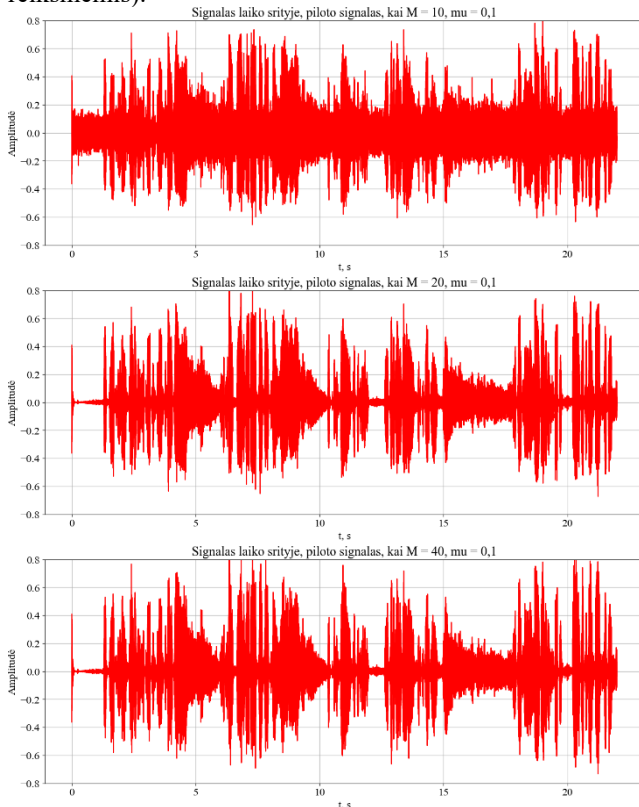 reikšmėmis).
Signalas laiko srityje, piloto signalas, kai M = 10, mu = 0,1
Amplitudė
0.8
0.6
0.4
0.2
0.0
−0.2
−0.4
−0.6
−0.8
0 5 10 15 20
t, s
Signalas laiko srityje, piloto signalas, kai M = 20, mu = 0,1
Amplitudė
0.8
0.6
0.4
0.2
0.0
−0.2
−0.4
−0.6
−0.8
0 5 10 15 20
t, s
Signalas laiko srityje, piloto signalas, kai M = 40, mu = 0,1
Amplitudė
0.8
0.6
0.4
0.2
0.0
−0.2
−0.4
−0.6
−0.8
0 5 10 15 20
t, s